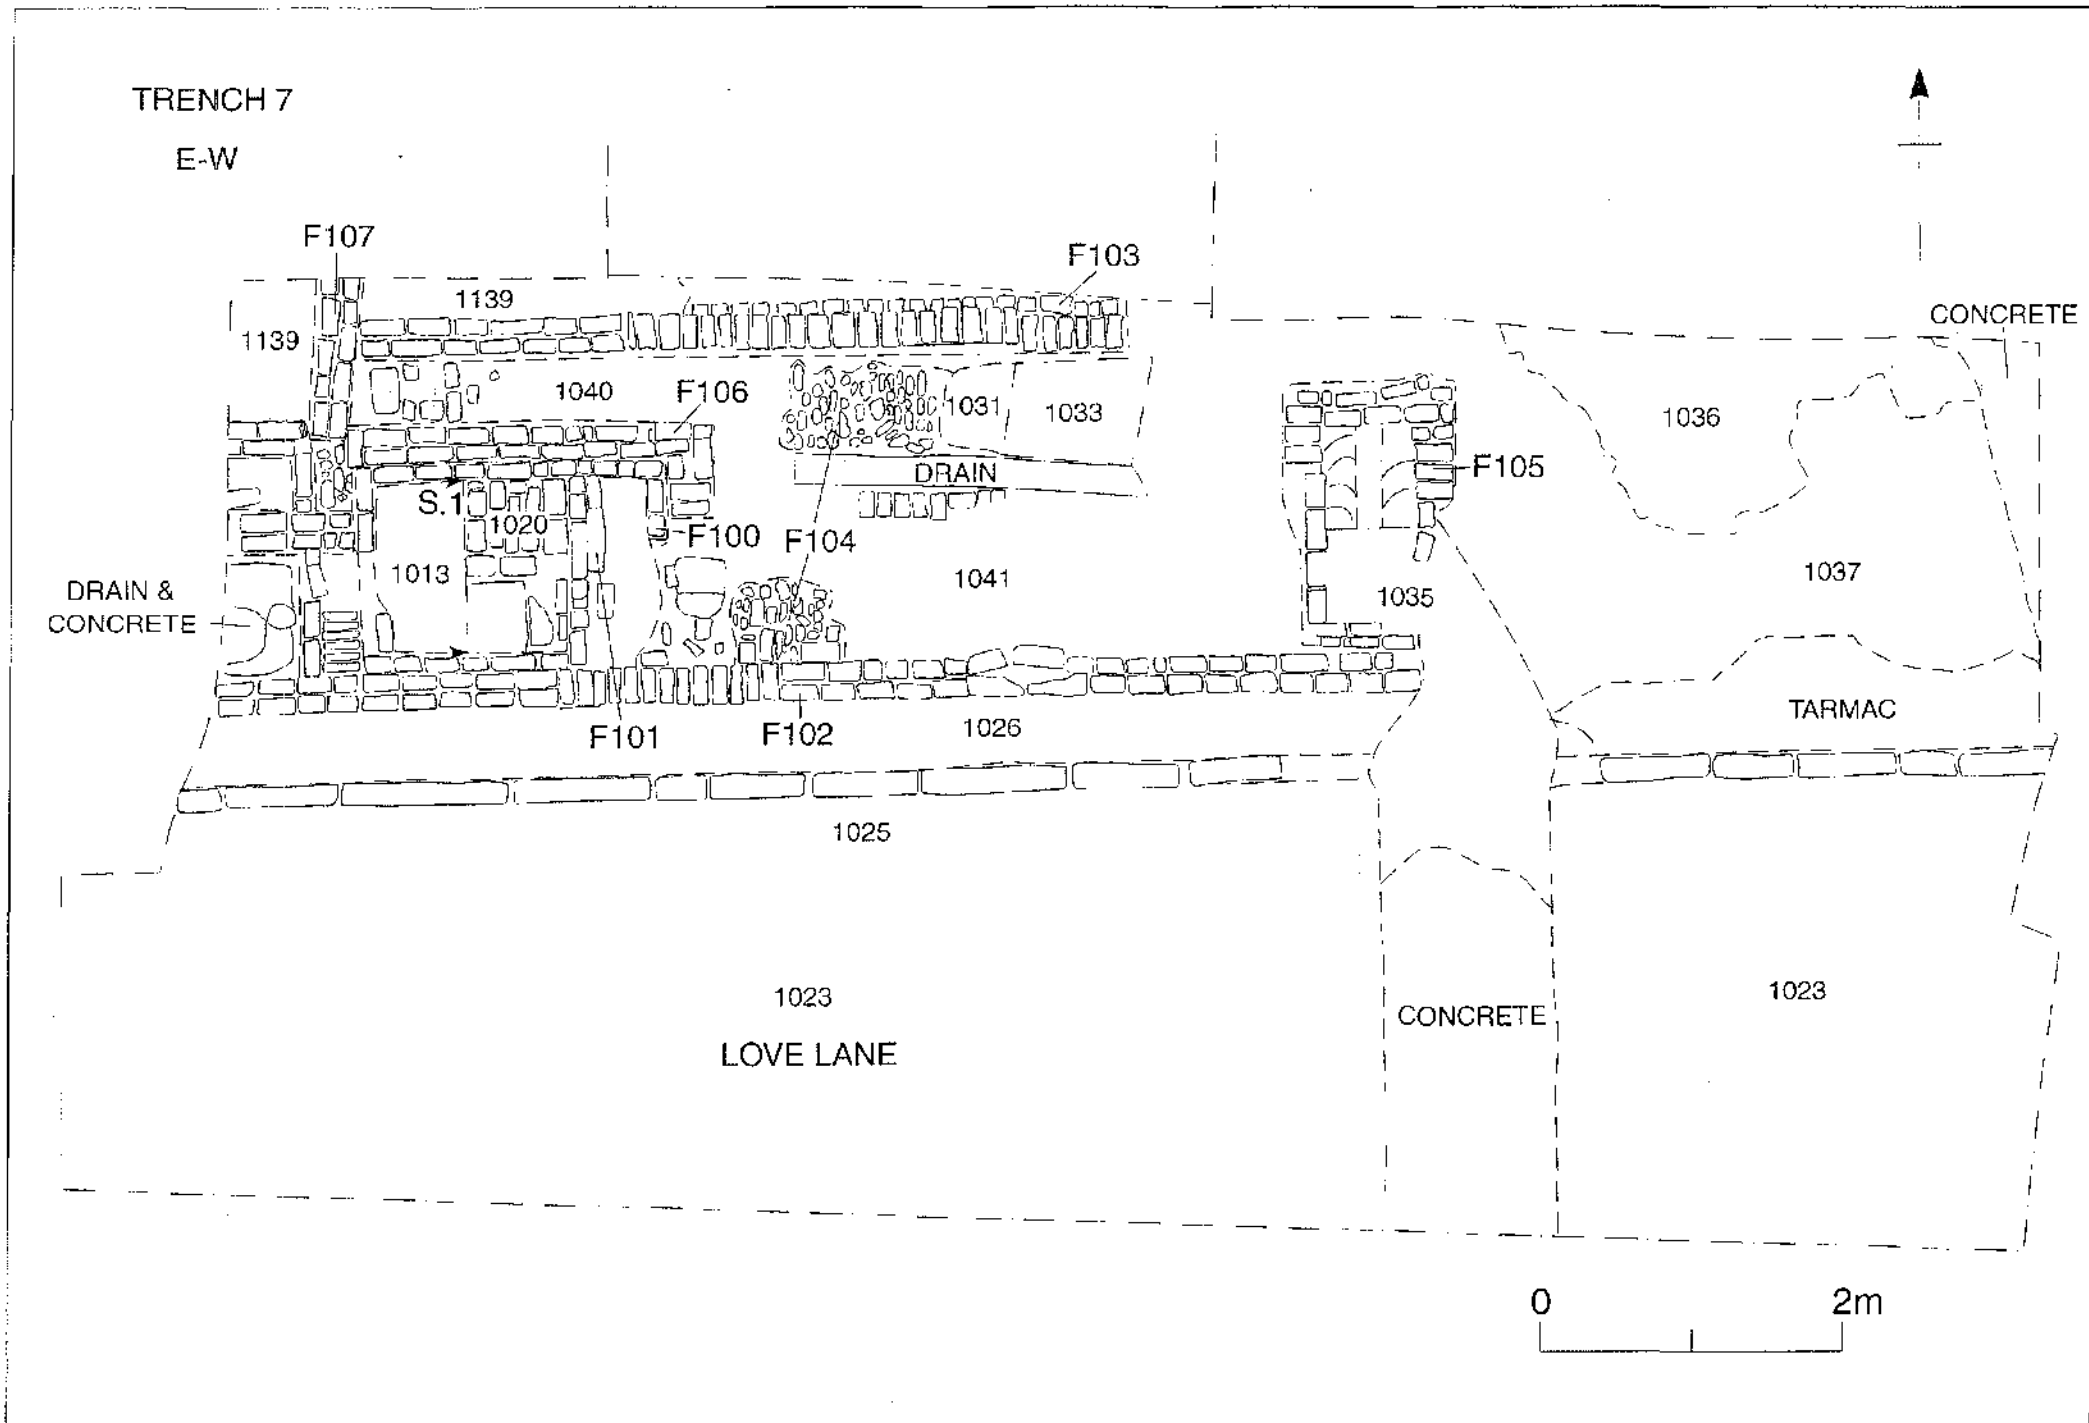 TRENCH 7
E-W
F107
F103
1139
1139
CONCRETE
1040
F106
1031
1033
1036
DRAIN
F105
S.1
1020
F100
F104
1013
1041
1035
1037
DRAIN &
CONCRETE
F101
F102
1026
TARMAC
1025
1023
1023
CONCRETE
LOVE LANE
0
2m